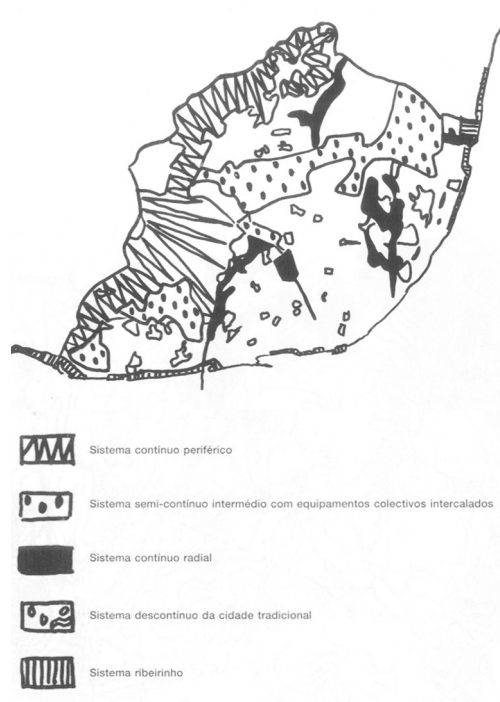 Sistema contínuo periférico
Sistema semi-contínuo intermédio com equipamentos colectivos intercalados
Sistema contínuo radial
Sistema descontínuo da cidade tradicional
Sistema ribeirinho